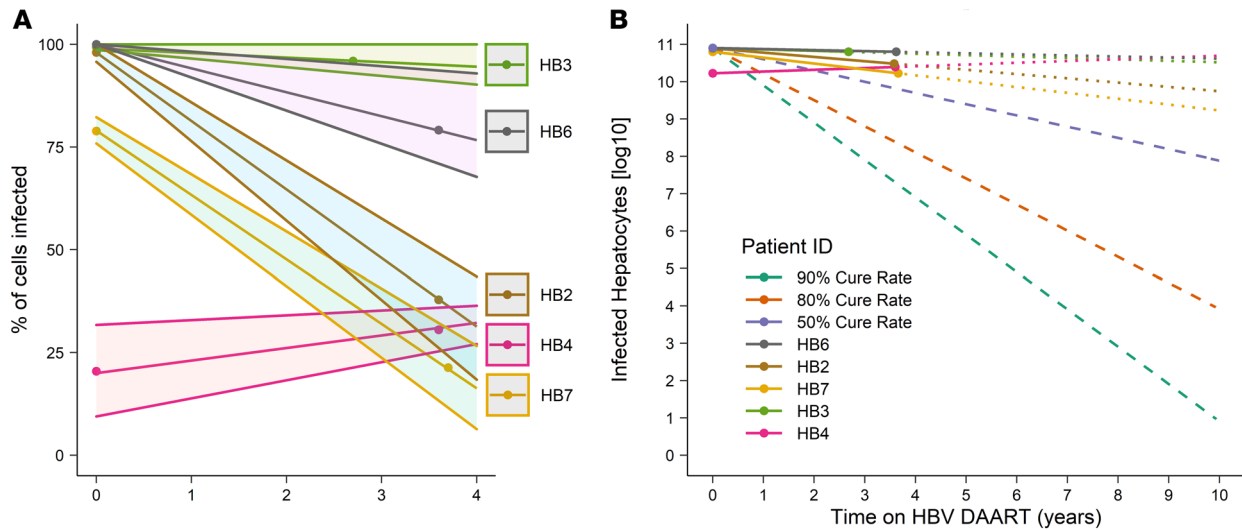 A
% of cells infected
100
75
50
25
0
0 1 2 3 4
HB3
HB6
HB2
HB4
HB7
B
Infected Hepatocytes [log10]
11
10
9
8
7
6
5
4
3
2
1
0
Patient ID
90% Cure Rate
80% Cure Rate
50% Cure Rate
HB6
HB2
HB7
HB3
HB4
0 1 2 3 4 5 6 7 8 9 10
Time on HBV DAART (years)